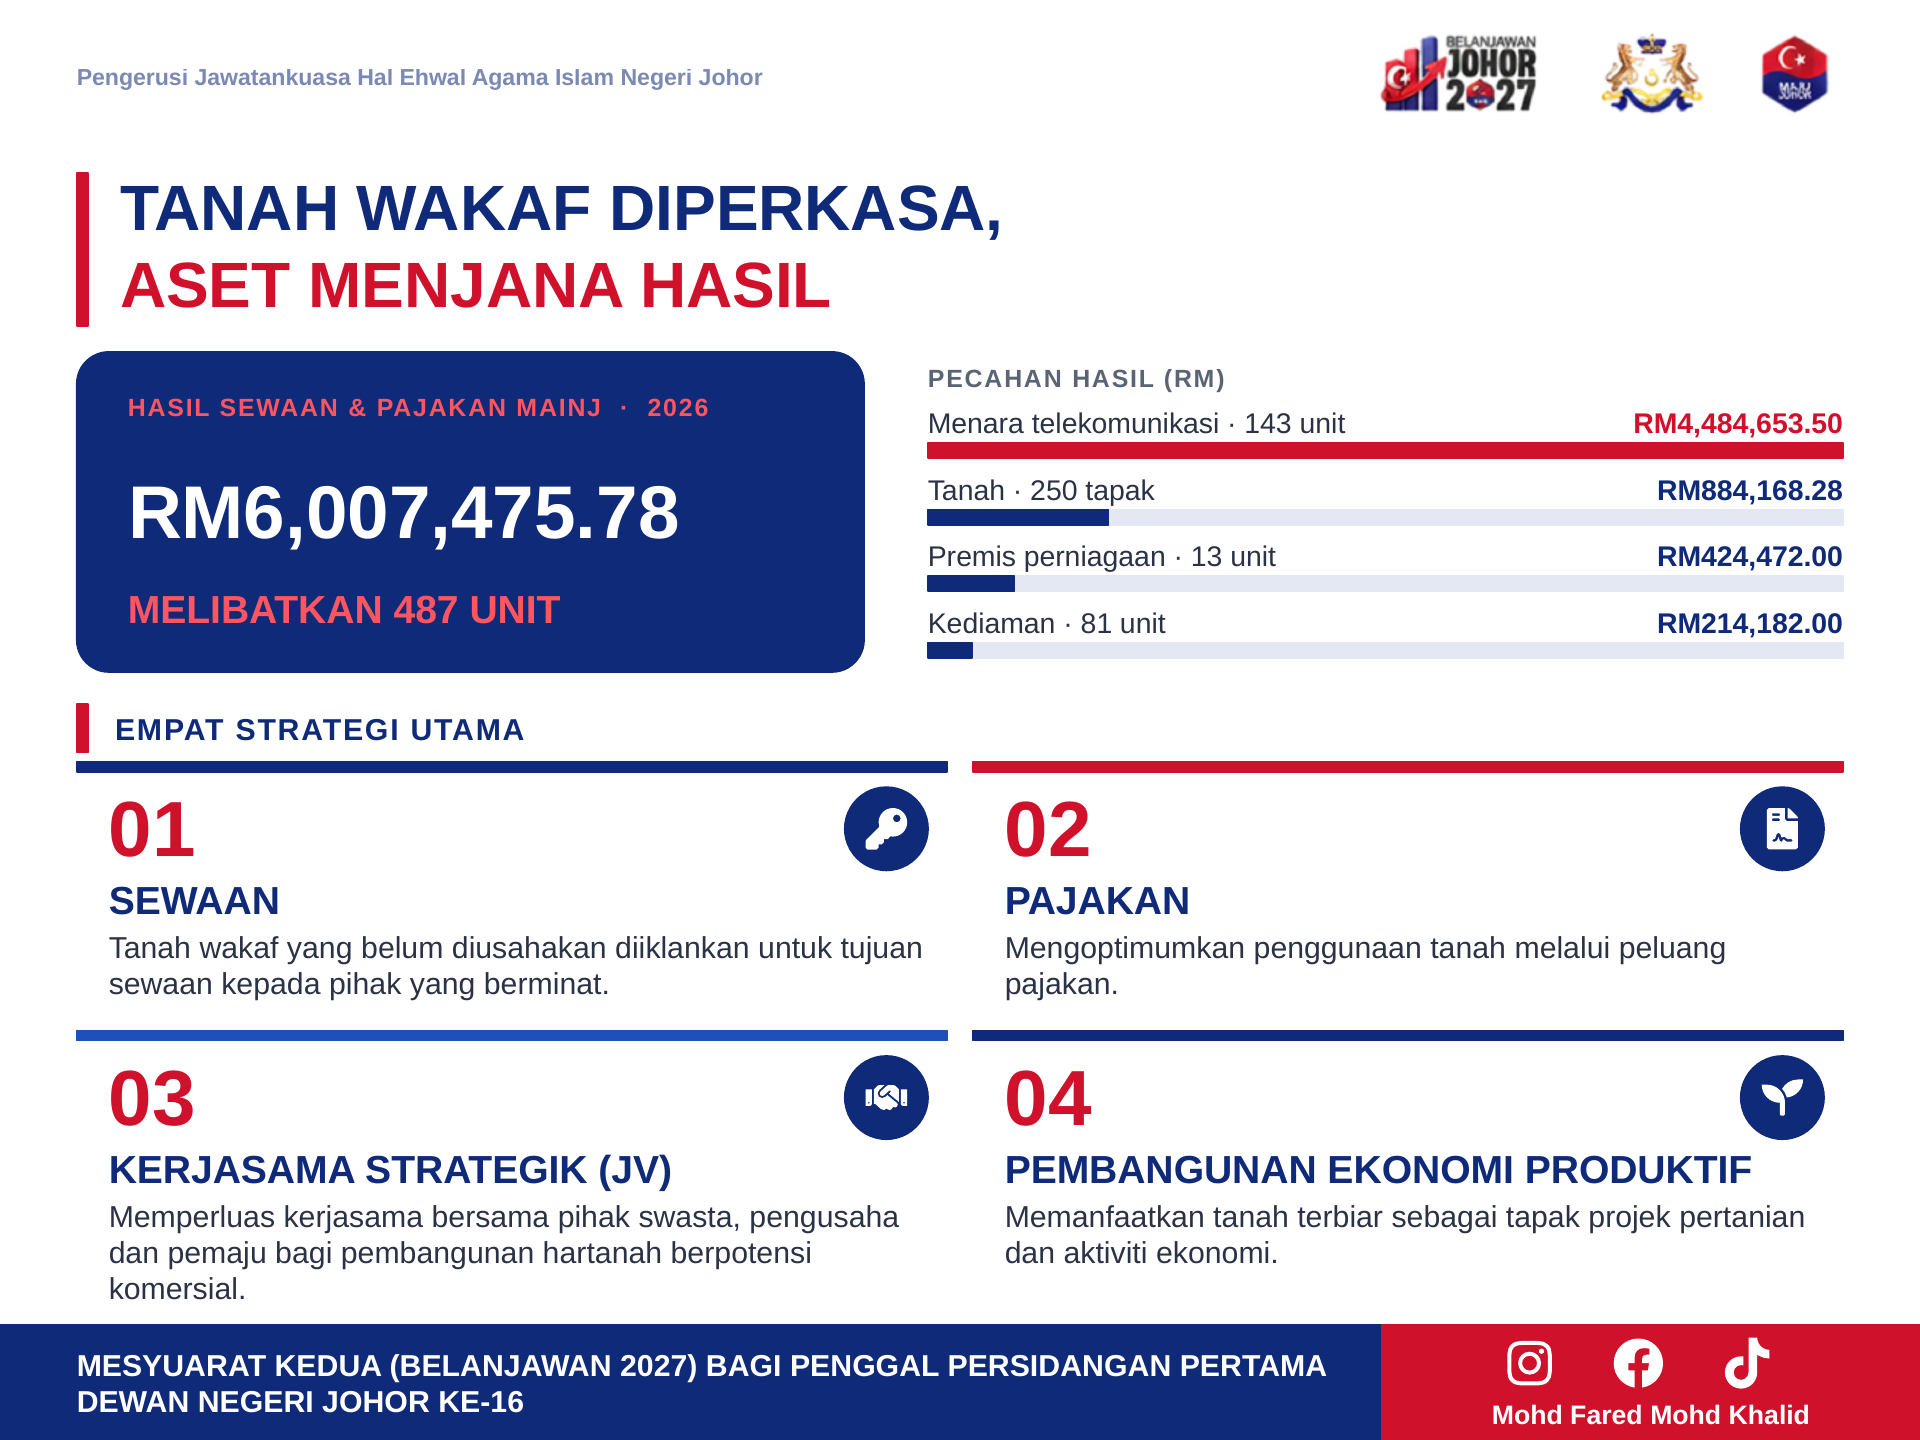 Pengerusi Jawatankuasa Hal Ehwal Agama Islam Negeri Johor
BELANJAWAN
JOHOR
2027
MAJU
JOHOR
TANAH WAKAF DIPERKASA,
ASET MENJANA HASIL
HASIL SEWAAN & PAJAKAN MAINJ · 2026
RM6,007,475.78
MELIBATKAN 487 UNIT
PECAHAN HASIL (RM)
Menara telekomunikasi · 143 unit RM4,484,653.50
Tanah · 250 tapak RM884,168.28
Premis perniagaan · 13 unit RM424,472.00
Kediaman · 81 unit RM214,182.00
EMPAT STRATEGI UTAMA
01
SEWAAN
Tanah wakaf yang belum diusahakan diiklankan untuk tujuan
sewaan kepada pihak yang berminat.
02
PAJAKAN
Mengoptimumkan penggunaan tanah melalui peluang
pajakan.
03
KERJASAMA STRATEGIK (JV)
Memperluas kerjasama bersama pihak swasta, pengusaha
dan pemaju bagi pembangunan hartanah berpotensi
komersial.
04
PEMBANGUNAN EKONOMI PRODUKTIF
Memanfaatkan tanah terbiar sebagai tapak projek pertanian
dan aktiviti ekonomi.
MESYUARAT KEDUA (BELANJAWAN 2027) BAGI PENGGAL PERSIDANGAN PERTAMA
DEWAN NEGERI JOHOR KE-16
Mohd Fared Mohd Khalid